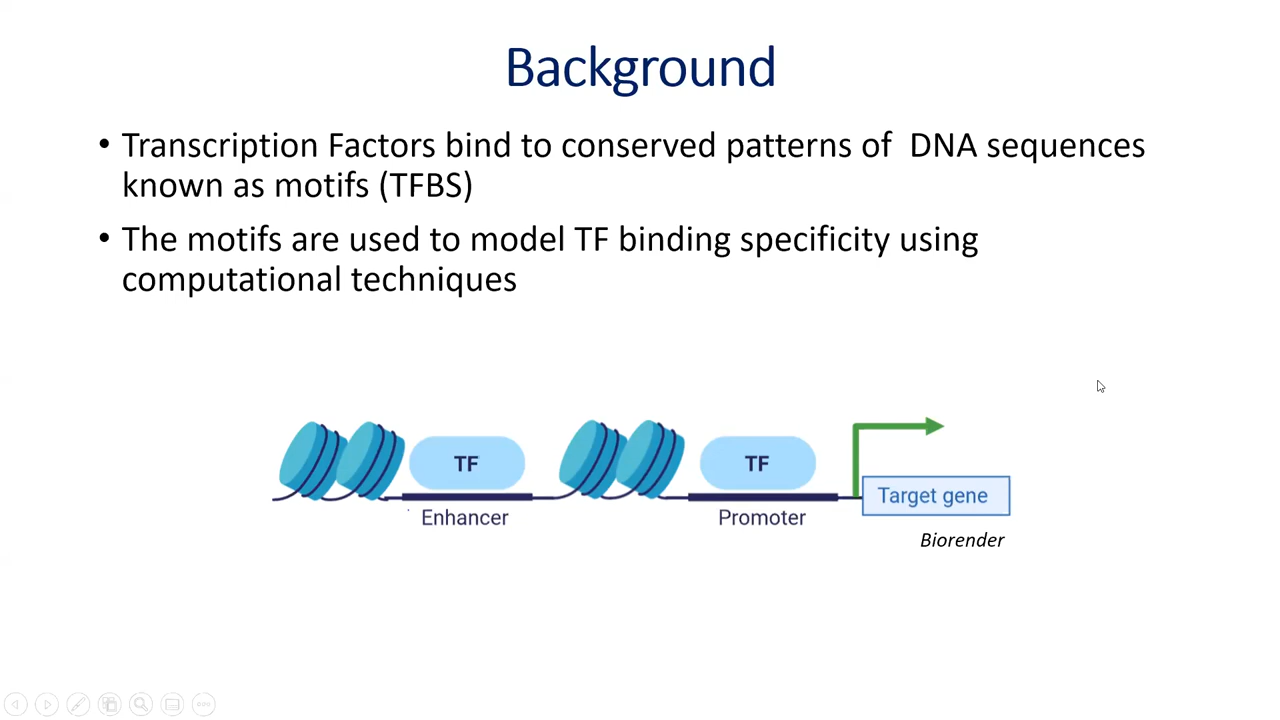 Background
• Transcription Factors bind to conserved patterns of  DNA sequences
known as motifs (TFBS)
• The motifs are used to model TF binding specificity using
computational techniques
TF
TF
Target gene
Enhancer
Promoter
Biorender